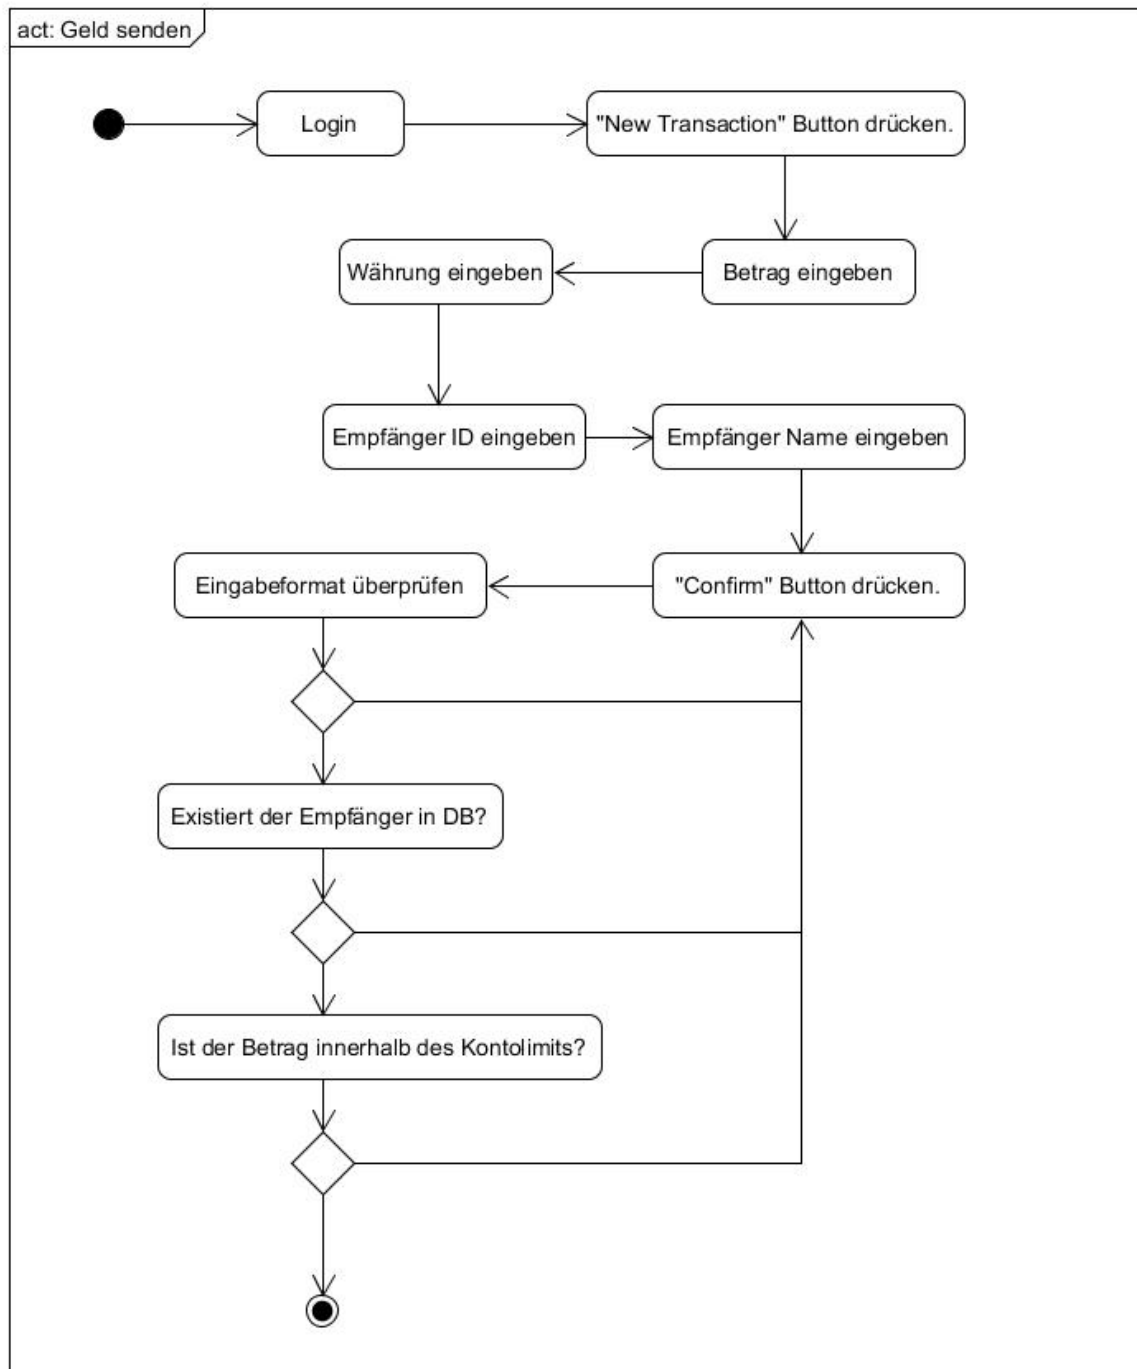 act: Geld senden
Login
"New Transaction" Button drücken.
Währung eingeben
Betrag eingeben
Empfänger ID eingeben
Empfänger Name eingeben
Eingabeformat überprüfen
"Confirm" Button drücken.
Existiert der Empfänger in DB?
Ist der Betrag innerhalb des Kontolimits?